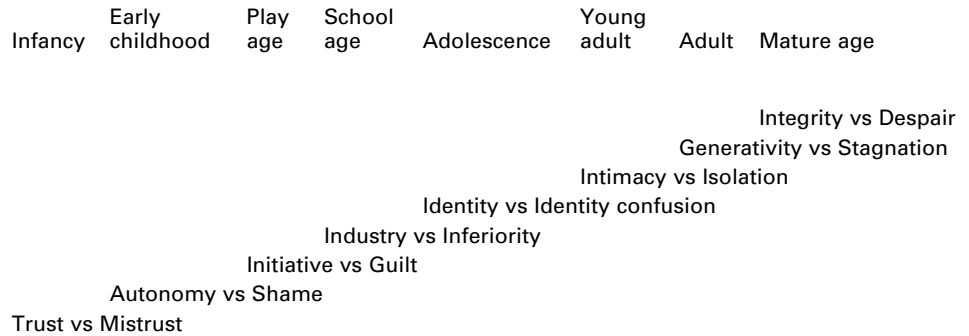 Infancy Early childhood Play age School age Adolescence Young adult Adult Mature age
Integrity vs Despair
Generativity vs Stagnation
Intimacy vs Isolation
Identity vs Identity confusion
Industry vs Inferiority
Initiative vs Guilt
Autonomy vs Shame
Trust vs Mistrust